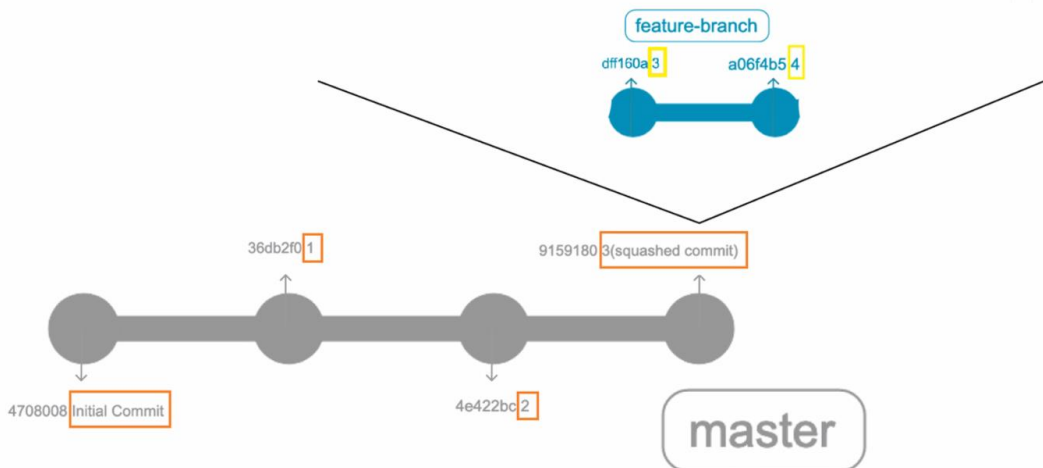 feature-branch
dff160a 3
a06f4b5 4
36db2f0 1
9159180 3(squashed commit)
4708008 Initial Commit
4e422bc 2
master